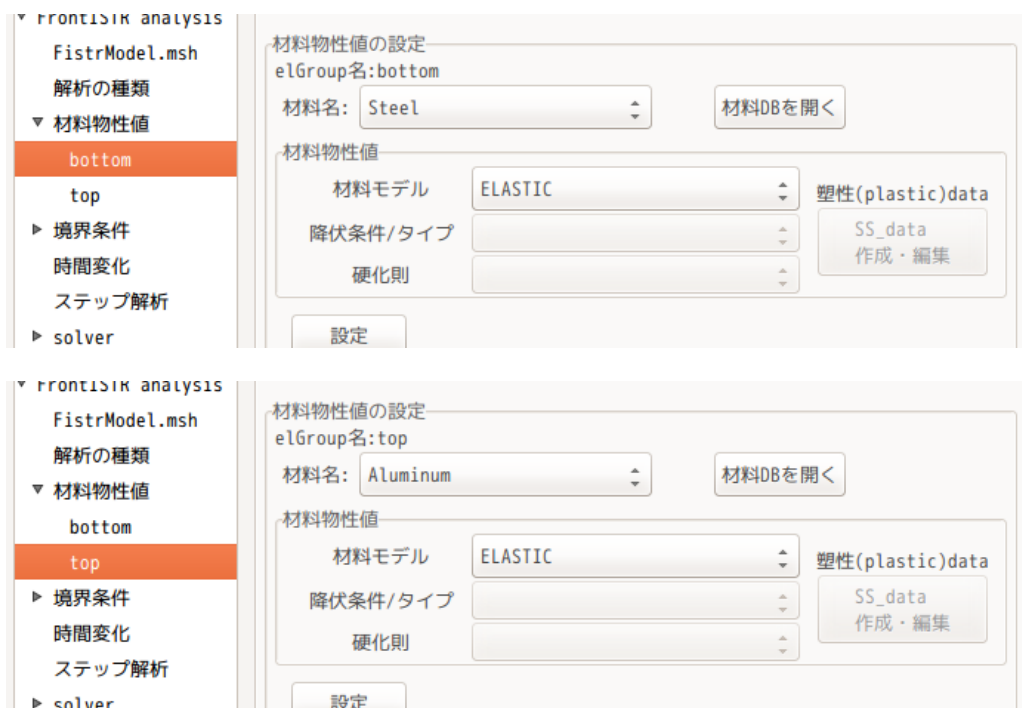 FrontISTR analysis
FistrModel.msh
解析の種類
材料物性値
bottom
top
境界条件
時間変化
ステップ解析
solver
材料物性値の設定
elGroup名:bottom
材料名: Steel 材料DBを開く
材料物性値
材料モデル ELASTIC 塑性(plastic)data
降伏条件/タイプ SS_data
作成・編集
硬化則
設定
FrontISTR analysis
FistrModel.msh
解析の種類
材料物性値
bottom
top
境界条件
時間変化
ステップ解析
solver
材料物性値の設定
elGroup名:top
材料名: Aluminum 材料DBを開く
材料物性値
材料モデル ELASTIC 塑性(plastic)data
降伏条件/タイプ SS_data
作成・編集
硬化則
設定